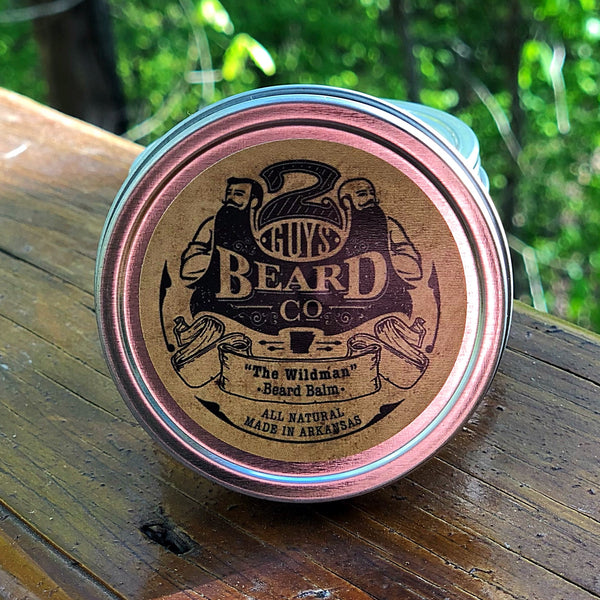 2
GUYS
BEARD
CO
"The Wildman"
·Beard Balm·
ALL NATURAL
MADE IN ARKANSAS